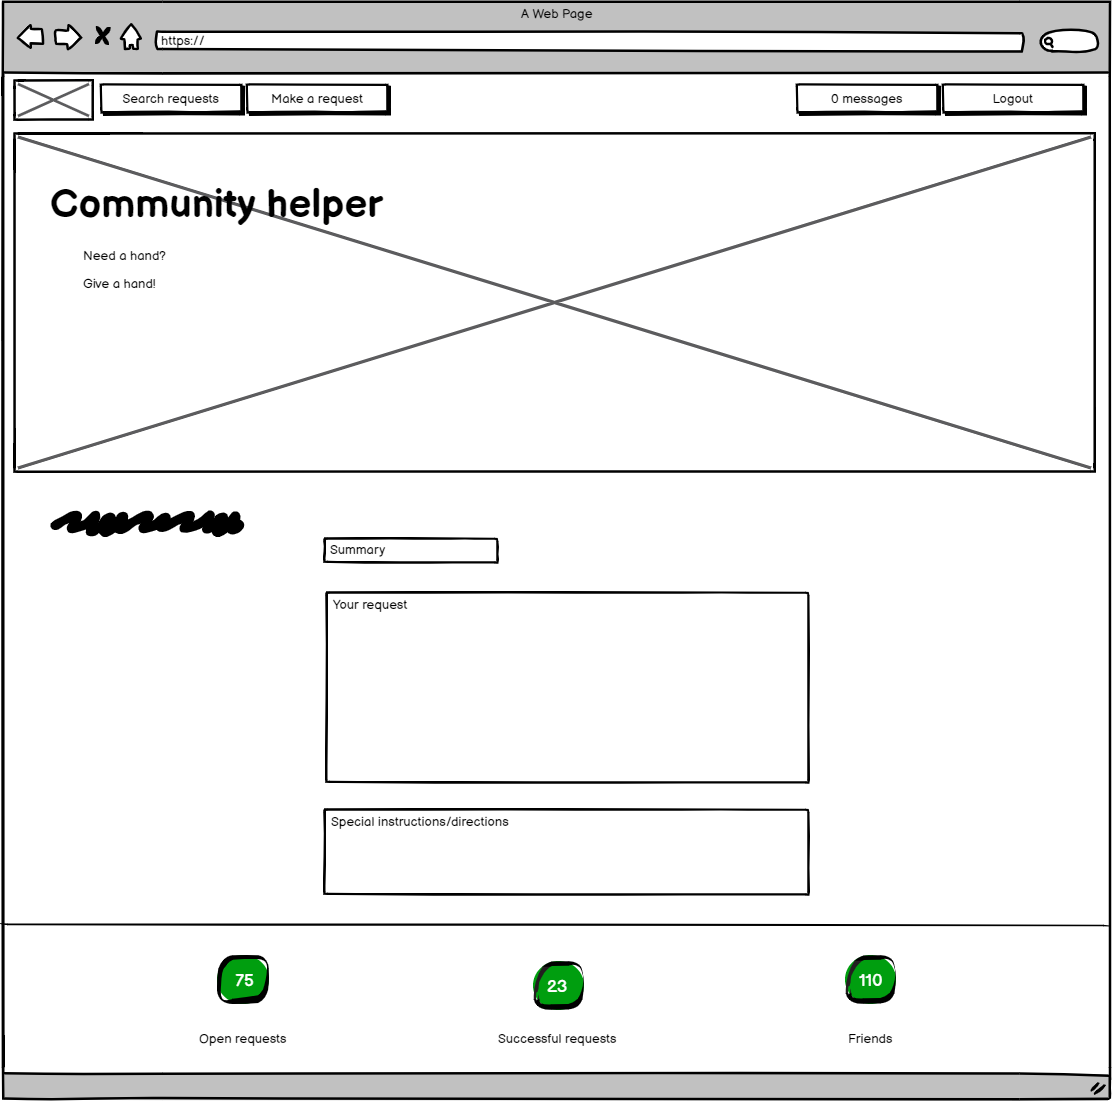 A Web Page
https://
Search requests
Make a request
0 messages
Logout
Community helper
Need a hand?
Give a hand!
Summary
Your request
Special instructions/directions
75
23
110
Open requests
Successful requests
Friends